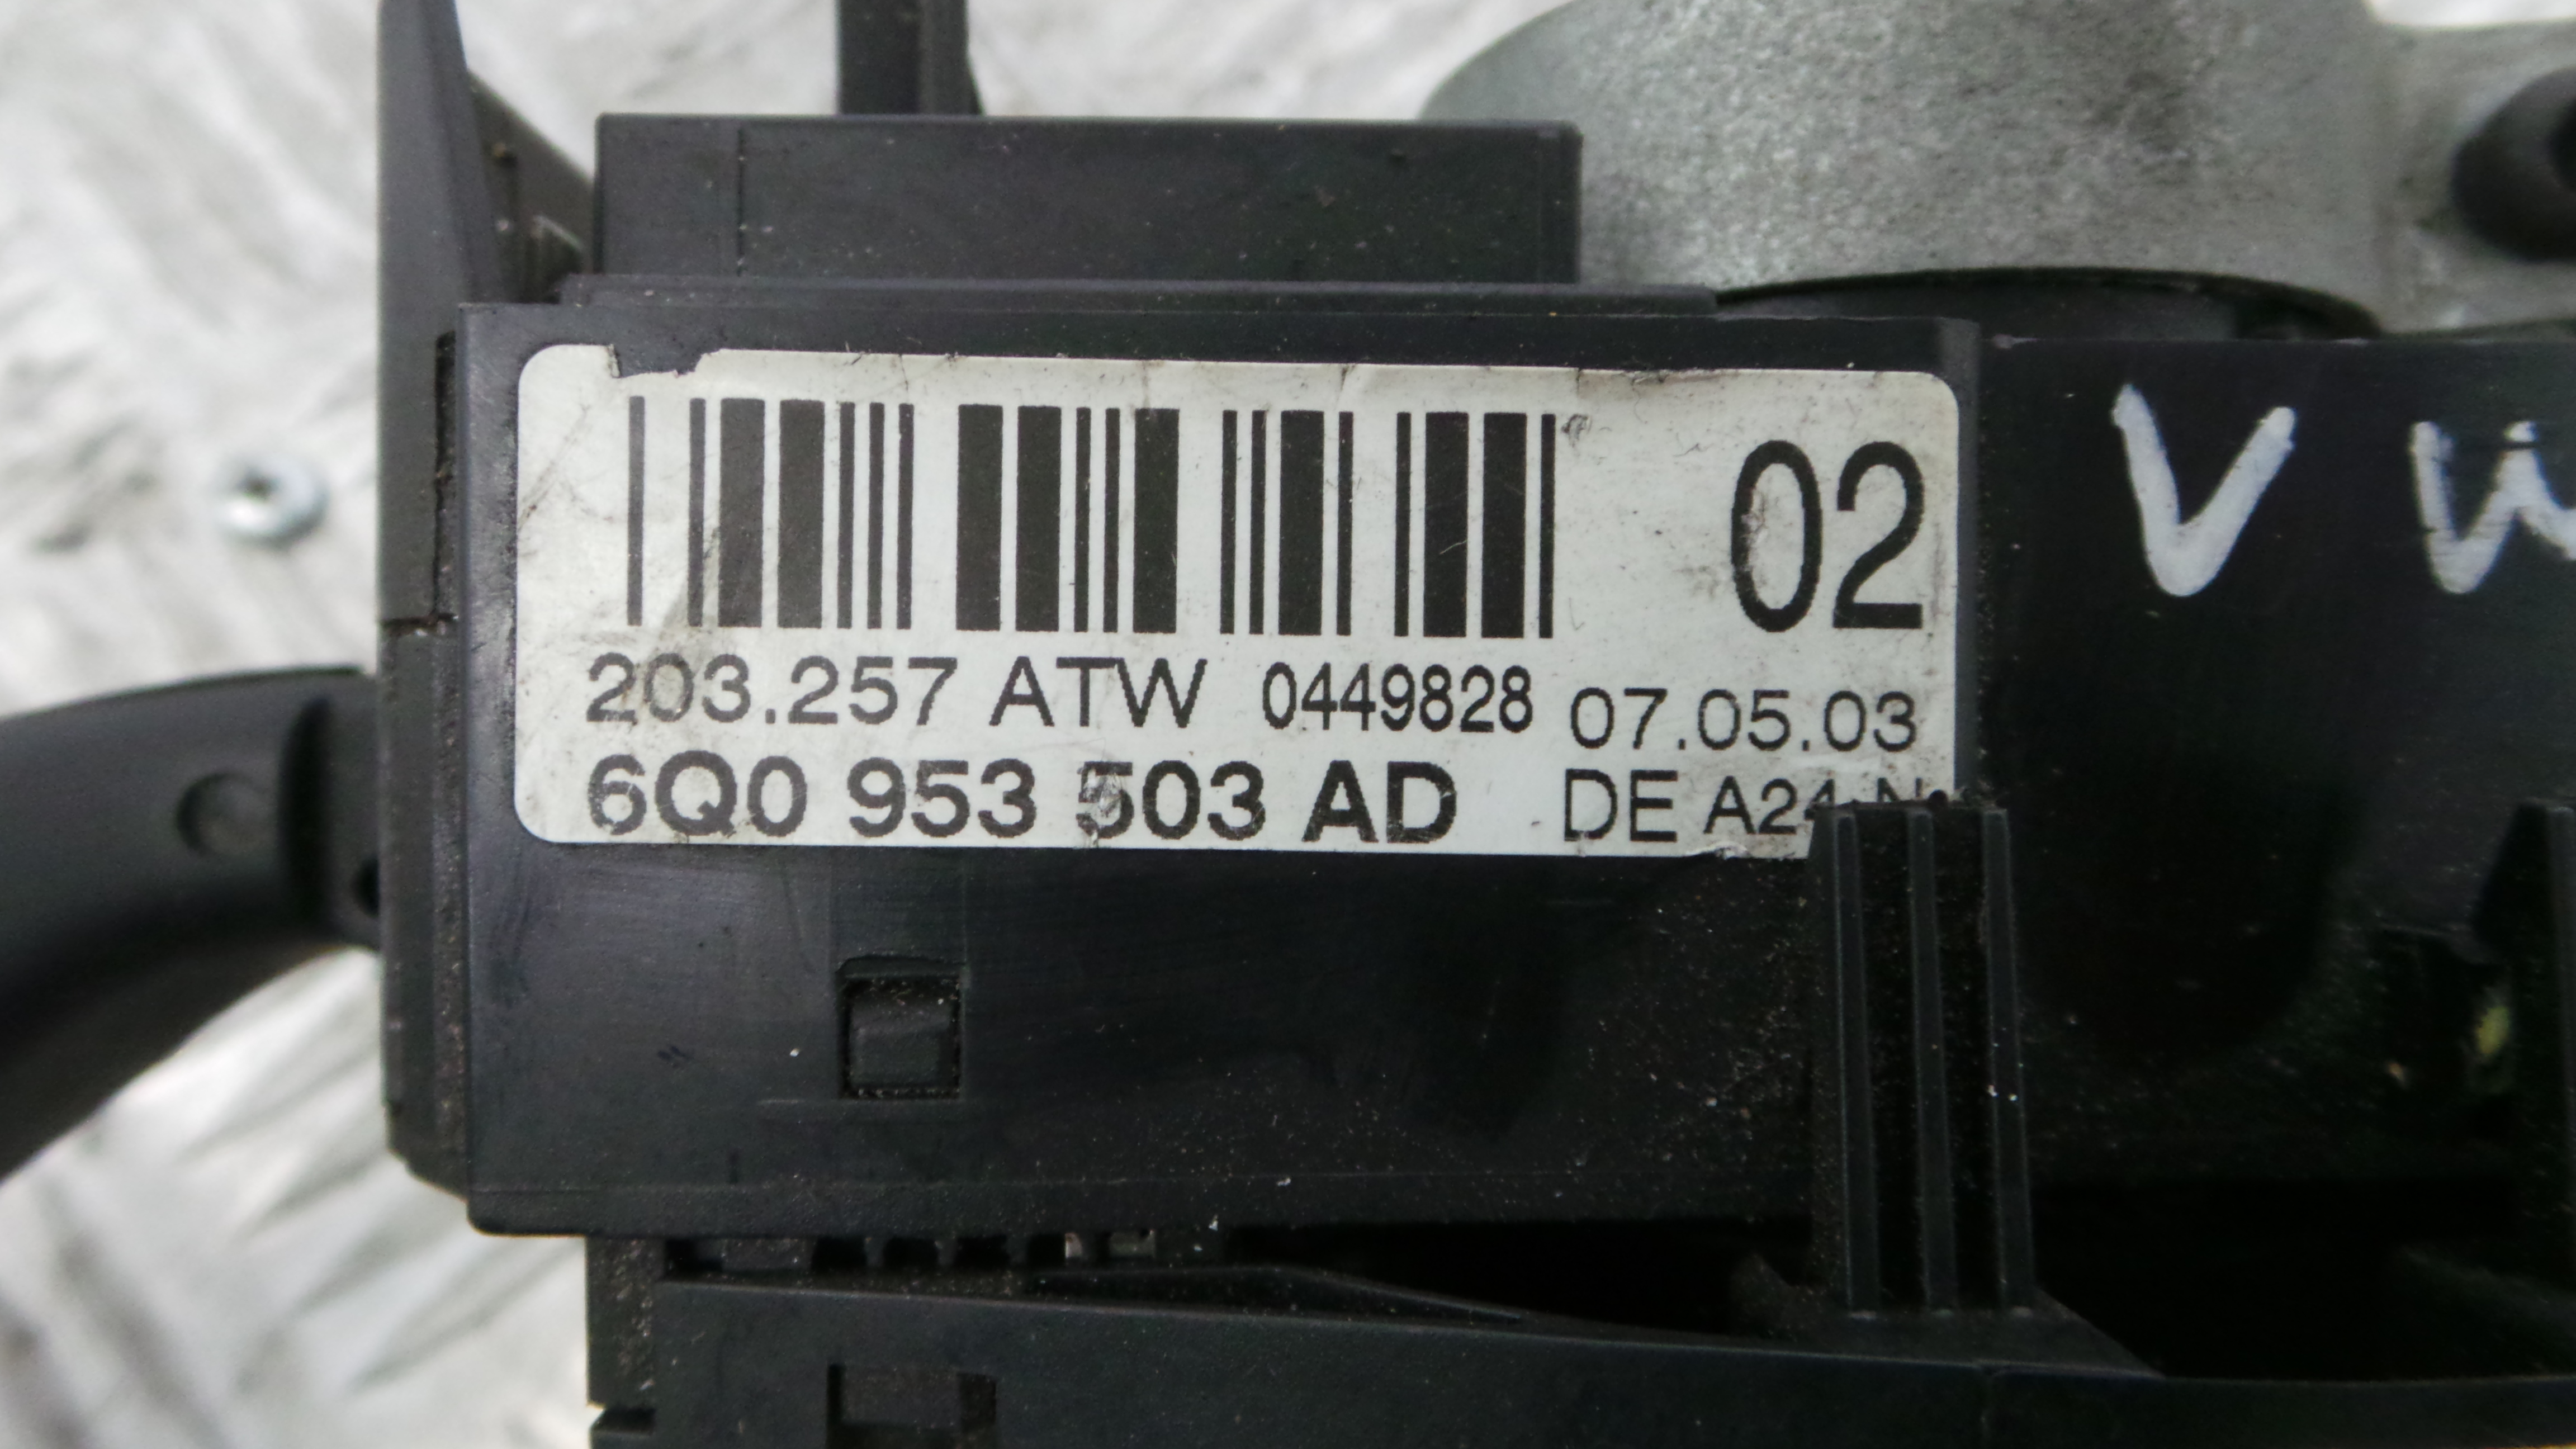 02
203.257 ATW 0449828 07.05.03
6Q0 953 503 AD DE
V W